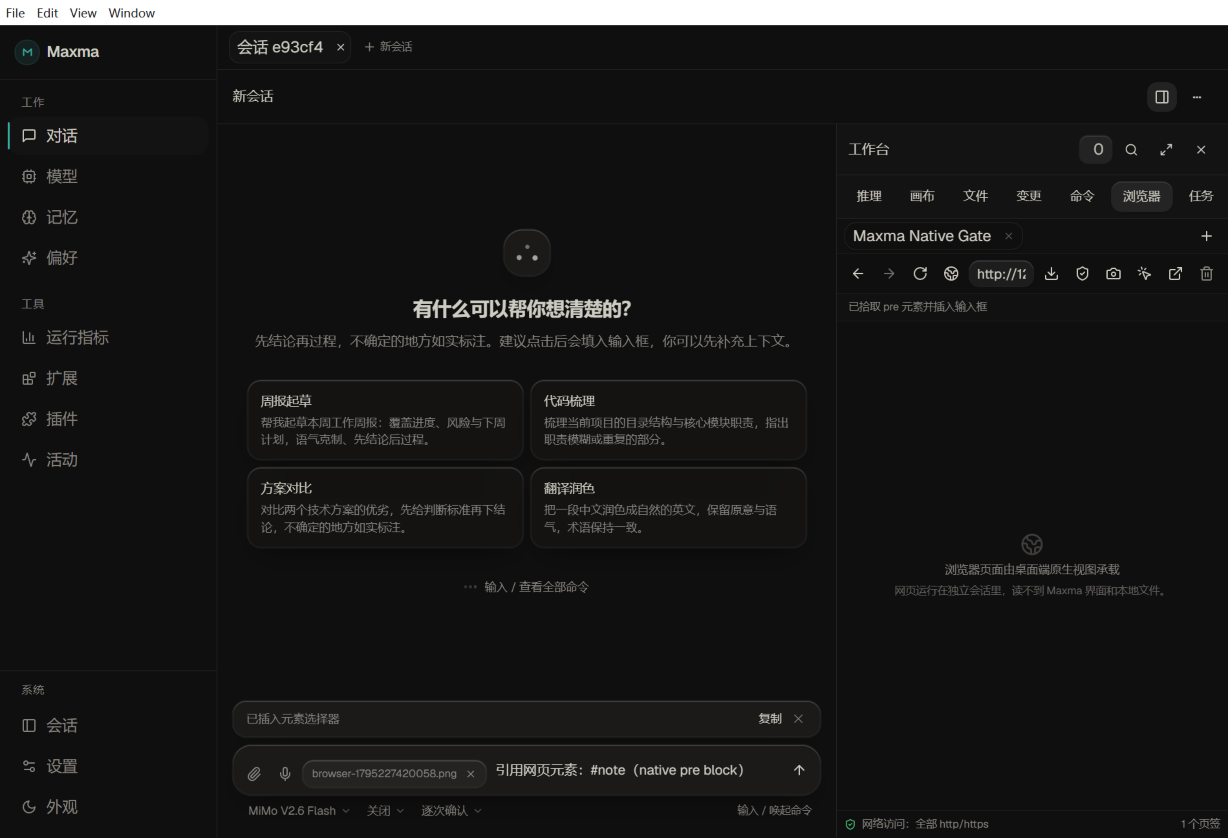 File Edit View Window
Maxma
会话 e93cf4
新会话
工作
对话
模型
记忆
偏好
工具
运行指标
扩展
插件
活动
系统
会话
设置
外观
新会话
有什么可以帮你想清楚的?
先结论再过程，不确定的地方如实标注。建议点击后会填入输入框，你可以先补充上下文。
周报起草
帮我起草本周工作周报：覆盖进度、风险与下周
计划，语气克制、先结论后过程。
代码梳理
梳理当前项目的目录结构与核心模块职责，指出
职责模糊或重复的部分。
方案对比
对比两个技术方案的优劣，先给判断标准再下结
论，不确定的地方如实标注。
翻译润色
把一段中文润色成自然的英文，保留原意与语
气，术语保持一致。
输入 / 查看全部命令
已插入元素选择器
复制
browser-1795227420058.png
引用网页元素：#note（native pre block）
MiMo V2.6 Flash
关闭
逐次确认
输入 / 唤起命令
工作台
0
推理 画布 文件 变更 命令 浏览器 任务
Maxma Native Gate
http://12
已拾取 pre 元素并插入输入框
浏览器页面由桌面端原生视图承载
网页运行在独立会话里，读不到 Maxma 界面和本地文件。
网络访问：全部 http/https
1 个页签